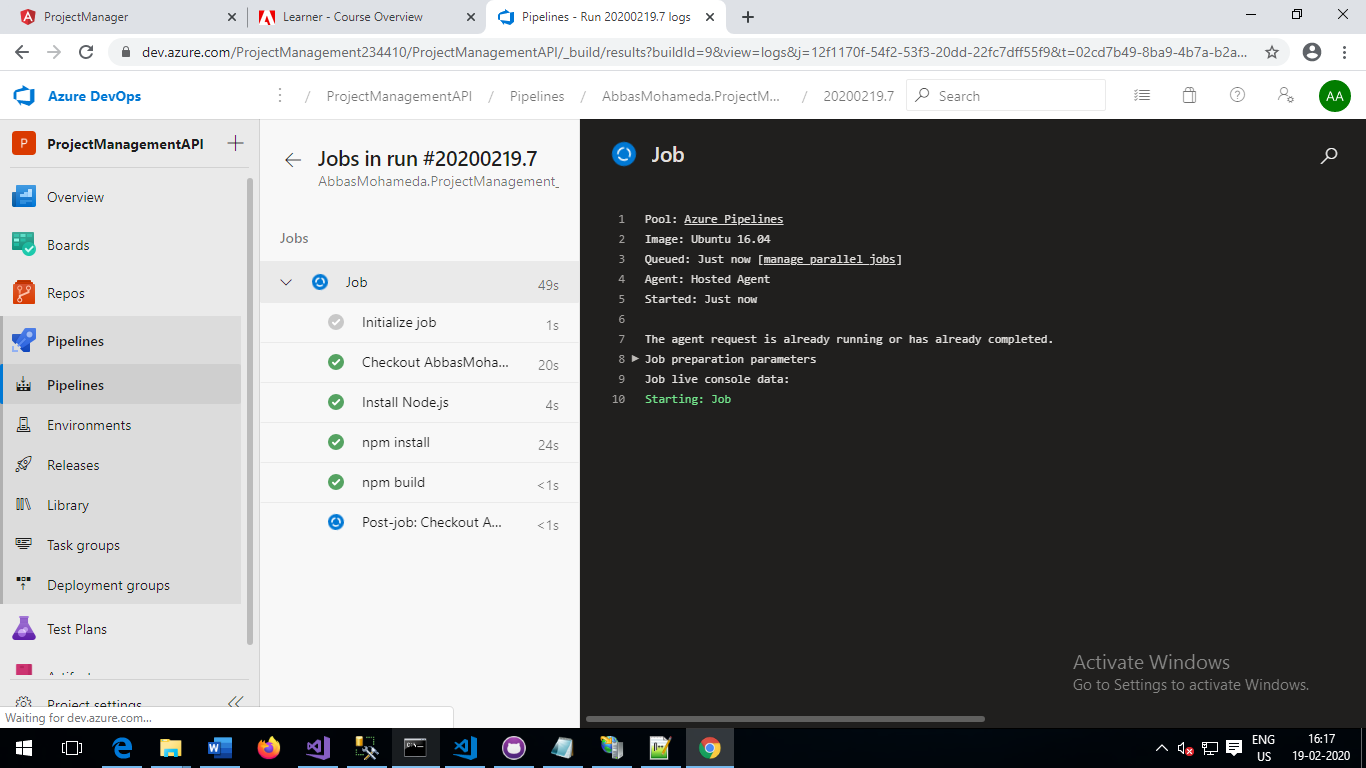 ProjectManager
Learner - Course Overview
Pipelines - Run 20200219.7 logs
dev.azure.com/ProjectManagement234410/ProjectManagementAPI/_build/results?buildId=9&view=logs&j=12f1170f-54f2-53f3-20dd-22fc7dff55f9&t=02cd7b49-8ba9-4b7a-b2a...
Azure DevOps
/ ProjectManagementAPI / Pipelines / AbbasMohameda.ProjectM... / 20200219.7
Search
AA
P ProjectManagementAPI
Overview
Boards
Repos
Pipelines
Pipelines
Environments
Releases
Library
Task groups
Deployment groups
Test Plans
Artifacts
Project settings
Waiting for dev.azure.com...
Jobs in run #20200219.7
AbbasMohameda.ProjectManagement_
Jobs
Job 49s
Initialize job 1s
Checkout AbbasMoha... 20s
Install Node.js 4s
npm install 24s
npm build <1s
Post-job: Checkout A... <1s
Job
1 Pool: Azure Pipelines
2 Image: Ubuntu 16.04
3 Queued: Just now [manage parallel jobs]
4 Agent: Hosted Agent
5 Started: Just now
6
7 The agent request is already running or has already completed.
8 Job preparation parameters
9 Job live console data:
10 Starting: Job
Activate Windows
Go to Settings to activate Windows.
ENG
US
16:17
19-02-2020